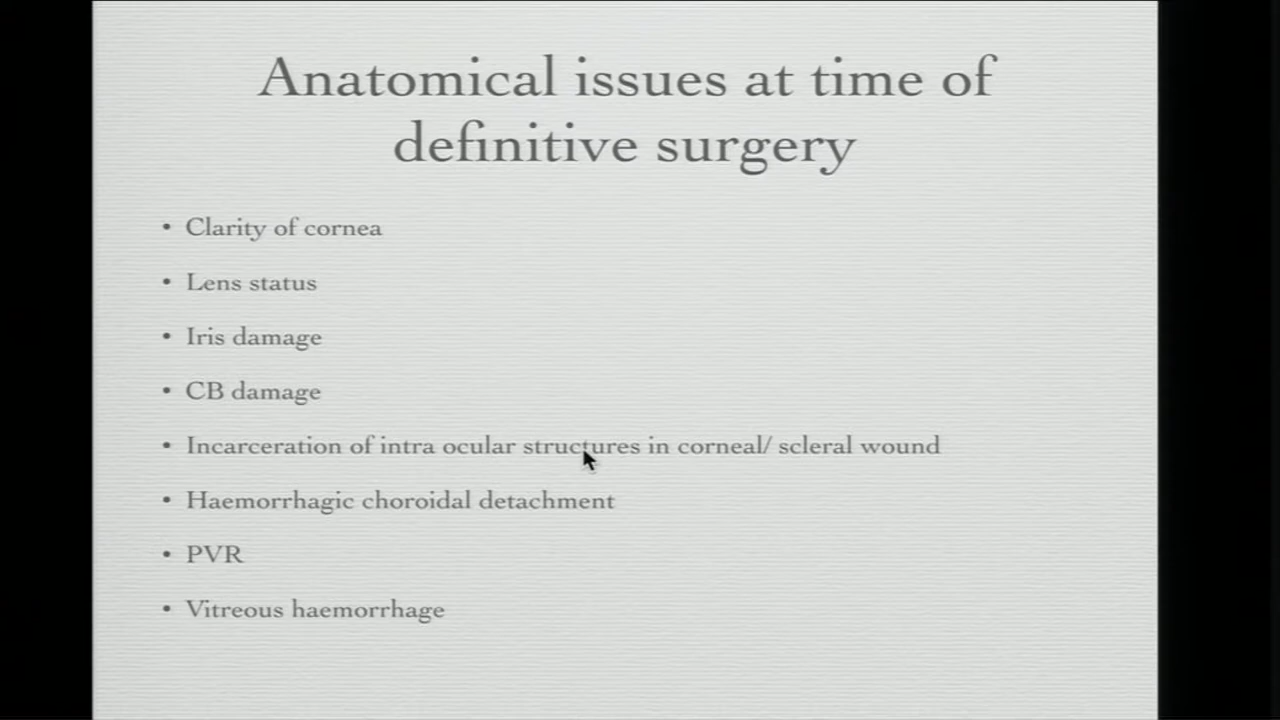 Anatomical issues at time of
definitive surgery
• Clarity of cornea
• Lens status
• Iris damage
• CB damage
• Incarceration of intra ocular structures in corneal/ scleral wound
• Haemorrhagic choroidal detachment
• PVR
• Vitreous haemorrhage